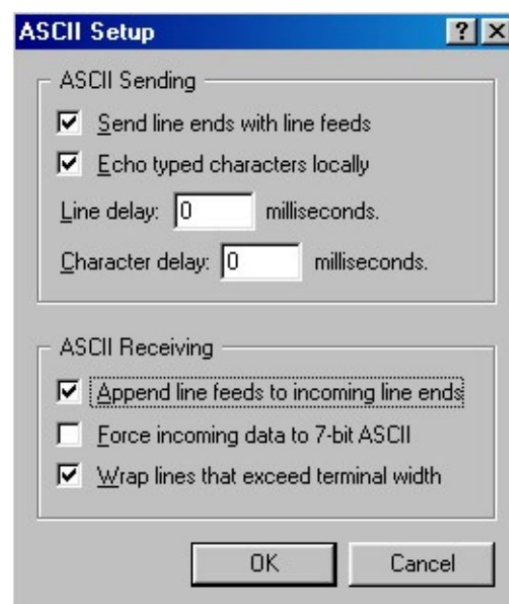 ASCII Setup
ASCII Sending
Send line ends with line feeds
Echo typed characters locally
Line delay: 0 milliseconds.
Character delay: 0 milliseconds.
ASCII Receiving
Append line feeds to incoming line ends
Force incoming data to 7-bit ASCII
Wrap lines that exceed terminal width
OK Cancel